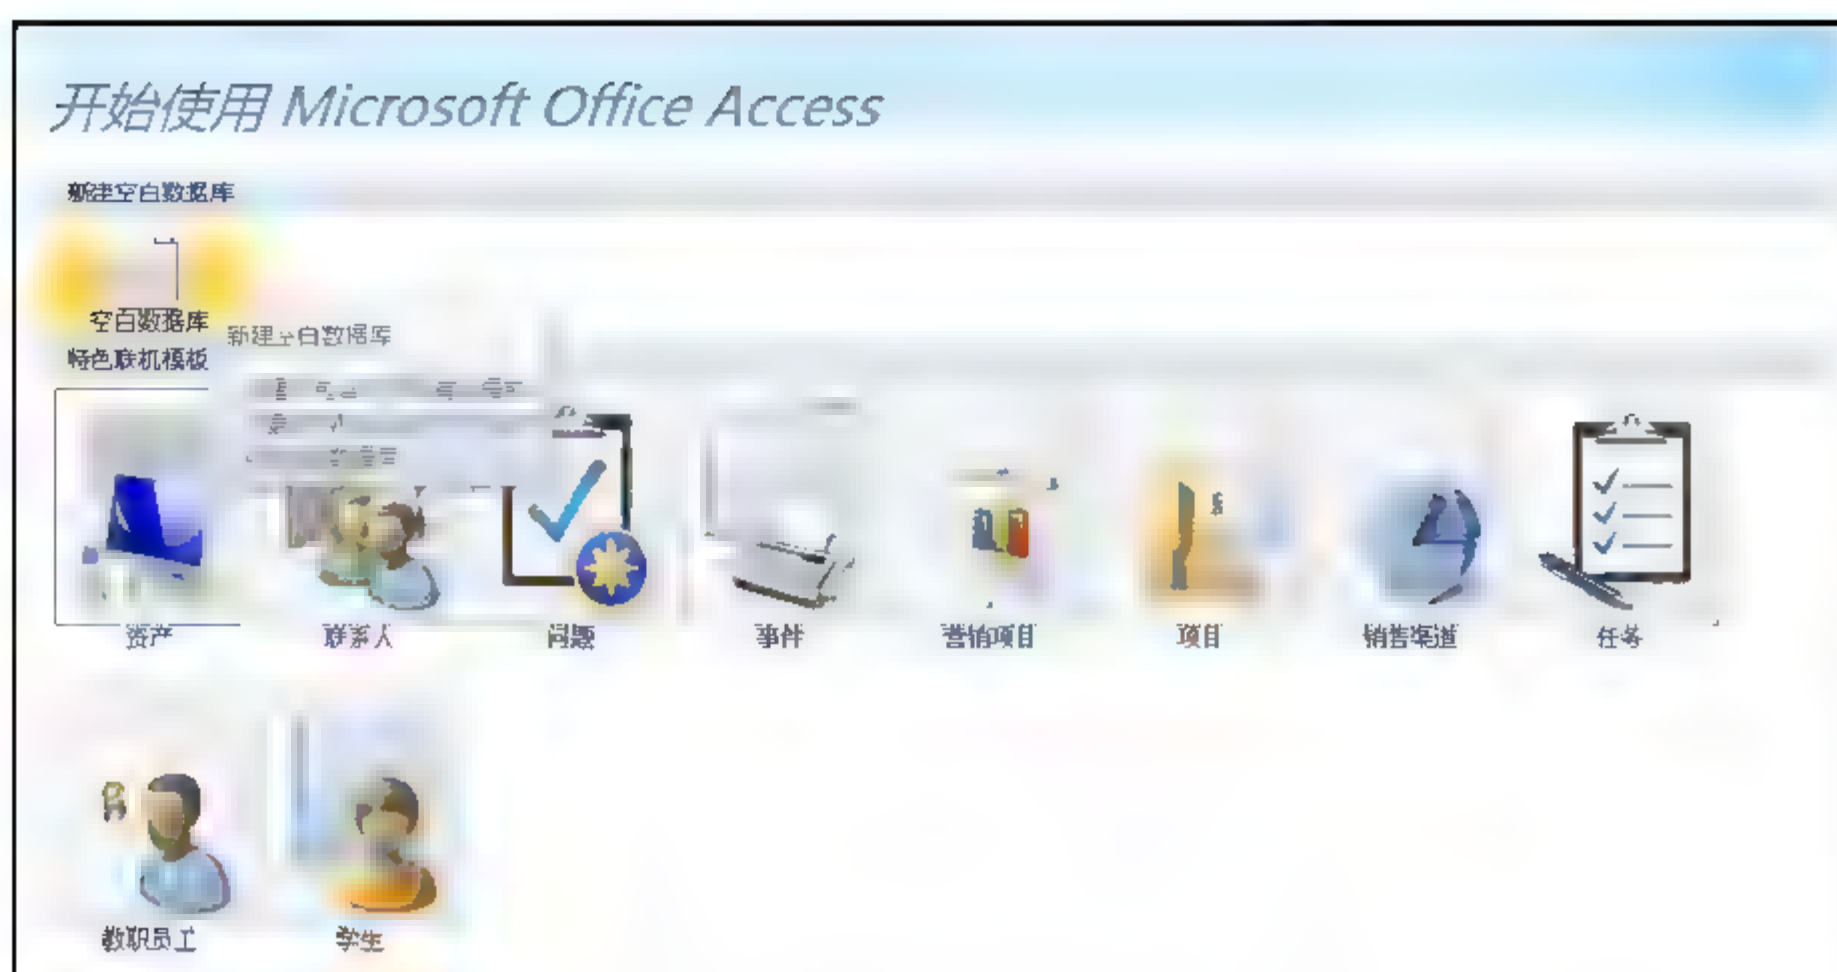 开始使用 Microsoft Office Access
新建空白数据库
空白数据库
新建空白数据库
特色联机模板
资产 联系人 问题 事件 营销项目 项目 销售渠道 任务
教职员工 学生